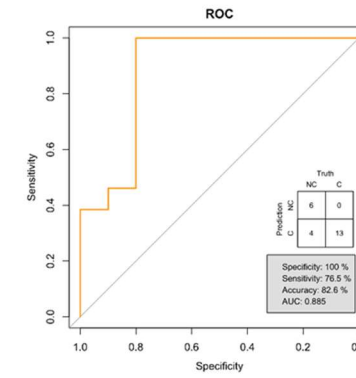 ROC
Sensitivity
1.0
0.8
0.6
0.4
0.2
0.0
Truth
NC C
Prediction
NC 6 0
C 4 13
Specificity: 100 %
Sensitivity: 76.5 %
Accuracy: 82.6 %
AUC: 0.885
1.0 0.8 0.6 0.4 0.2
Specificity